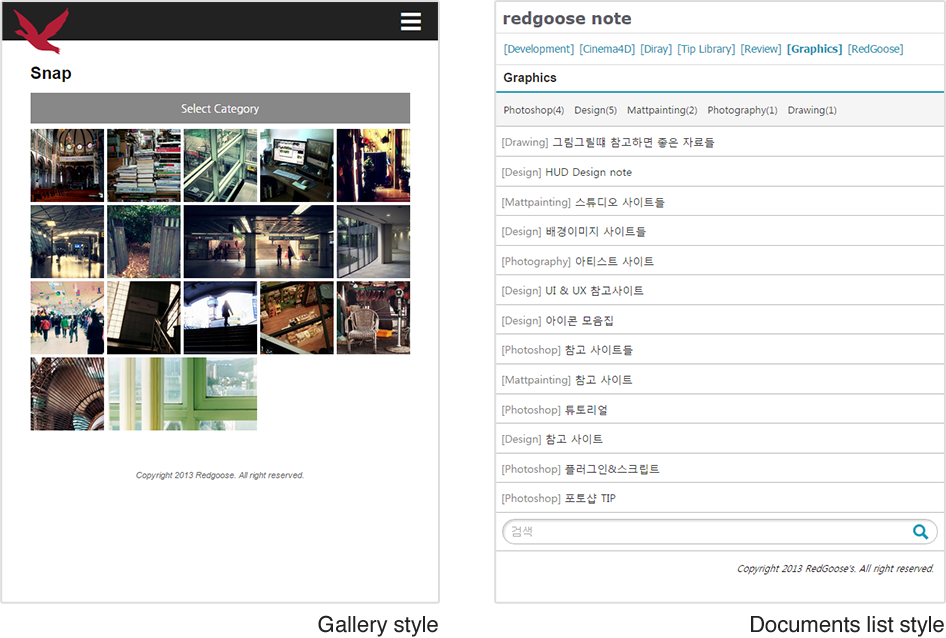 Snap
Select Category
Copyright 2013 Redgoose. All right reserved.
Gallery style
redgoose note
[Development] [Cinema4D] [Diray] [Tip Library] [Review] [Graphics] [RedGoose]
Graphics
Photoshop(4) Design(5) Mattpainting(2) Photography(1) Drawing(1)
[Drawing] 그림그릴떄 참고하면 좋은 자료들
[Design] HUD Design note
[Mattpainting] 스튜디오 사이트들
[Design] 배경이미지 사이트들
[Photography] 아티스트 사이트
[Design] UI & UX 참고사이트
[Design] 아이콘 모음집
[Photoshop] 참고 사이트들
[Mattpainting] 참고 사이트
[Photoshop] 튜토리얼
[Design] 참고 사이트
[Photoshop] 플러그인&스크립트
[Photoshop] 포토샵 TIP
검색
Copyright 2013 RedGoose's. All right reserved.
Documents list style